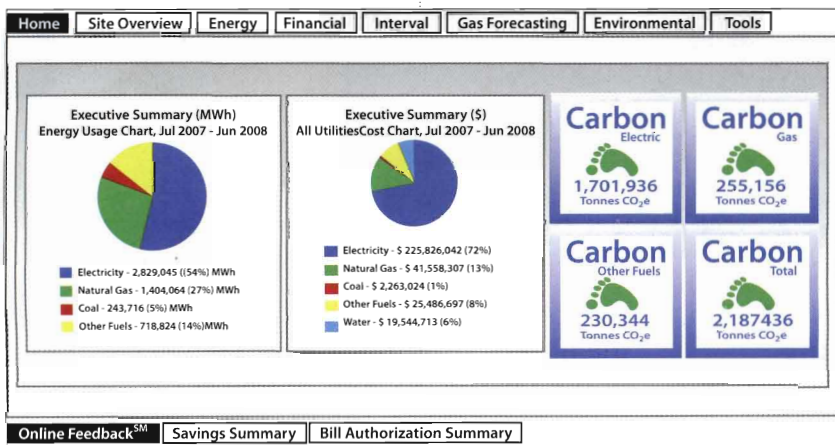 Home Site Overview Energy Financial Interval Gas Forecasting Environmental Tools
Executive Summary (MWh)
Energy Usage Chart, Jul 2007 - Jun 2008
Electricity - 2,829,045 ((54%) MWh
Natural Gas - 1,404,064 (27%) MWh
Coal - 243,716 (5%) MWh
Other Fuels - 718,824 (14%)MWh
Executive Summary ($)
All UtilitiesCost Chart, Jul 2007 - Jun 2008
Electricity - $ 225,826,042 (72%)
Natural Gas - $ 41,558,307 (13%)
Coal - $ 2,263,024 (1%)
Other Fuels - $ 25,486,697 (8%)
Water - $ 19,544,713 (6%)
Carbon
Electric
1,701,936
Tonnes CO₂e
Carbon
Gas
255,156
Tonnes CO₂e
Carbon
Other Fuels
230,344
Tonnes CO₂e
Carbon
Total
2,187436
Tonnes CO₂e
Online Feedback℠ Savings Summary Bill Authorization Summary